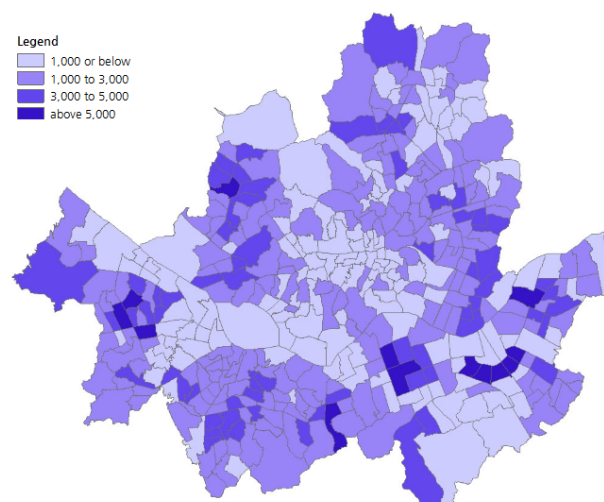 Legend
1,000 or below
1,000 to 3,000
3,000 to 5,000
above 5,000